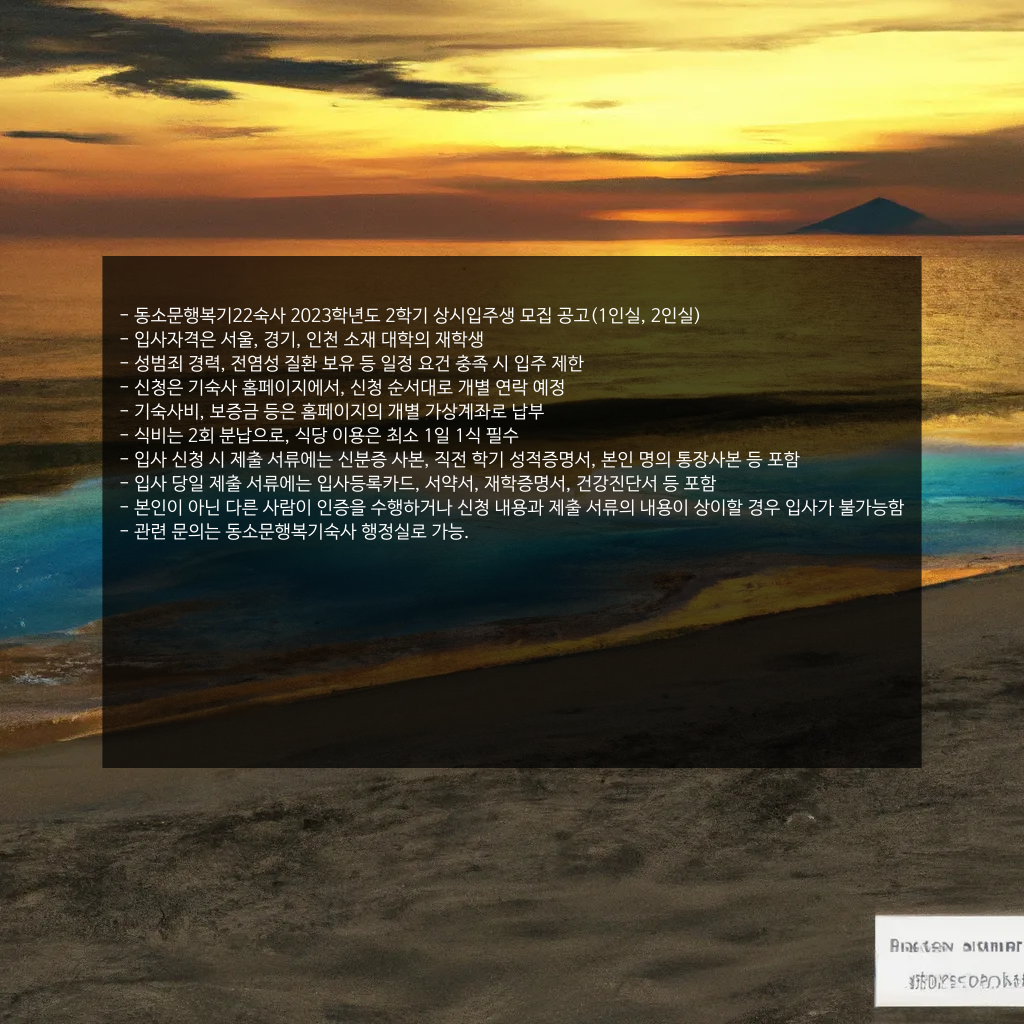 - 동소문행복기22숙사 2023학년도 2학기 상시입주생 모집 공고(1인실, 2인실)
- 입사자격은 서울, 경기, 인천 소재 대학의 재학생
- 성범죄 경력, 전염성 질환 보유 등 일정 요건 충족 시 입주 제한
- 신청은 기숙사 홈페이지에서, 신청 순서대로 개별 연락 예정
- 기숙사비, 보증금 등은 홈페이지의 개별 가상계좌로 납부
- 식비는 2회 분납으로, 식당 이용은 최소 1일 1식 필수
- 입사 신청 시 제출 서류에는 신분증 사본, 직전 학기 성적증명서, 본인 명의 통장사본 등 포함
- 입사 당일 제출 서류에는 입사등록카드, 서약서, 재학증명서, 건강진단서 등 포함
- 본인이 아닌 다른 사람이 인증을 수행하거나 신청 내용과 제출 서류의 내용이 상이할 경우 입사가 불가능함
- 관련 문의는 동소문행복기숙사 행정실로 가능.